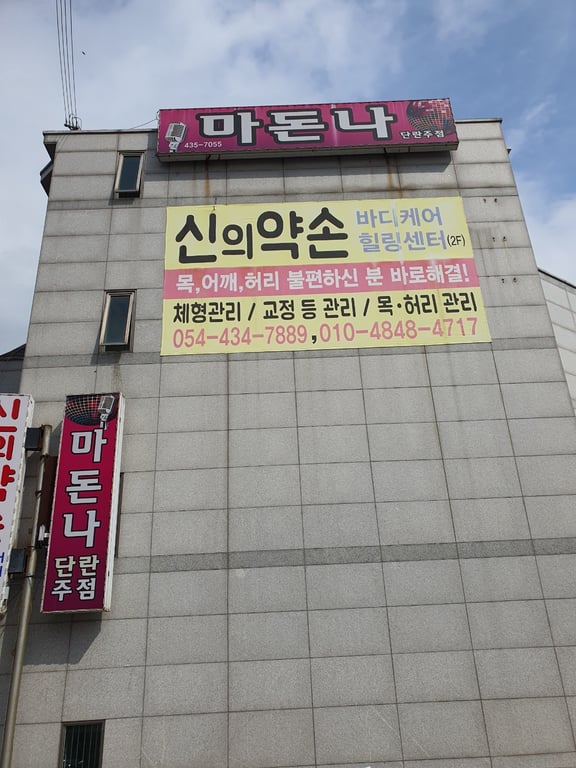 마돈나
단란주점
435-7055
신의약손
바디케어
힐링센터(2F)
목,어깨,허리 불편하신 분 바로해결!
체형관리 / 교정 등 관리 / 목·허리 관리
054-434-7889,010-4848-4717
마돈나
단란
주점
신의약